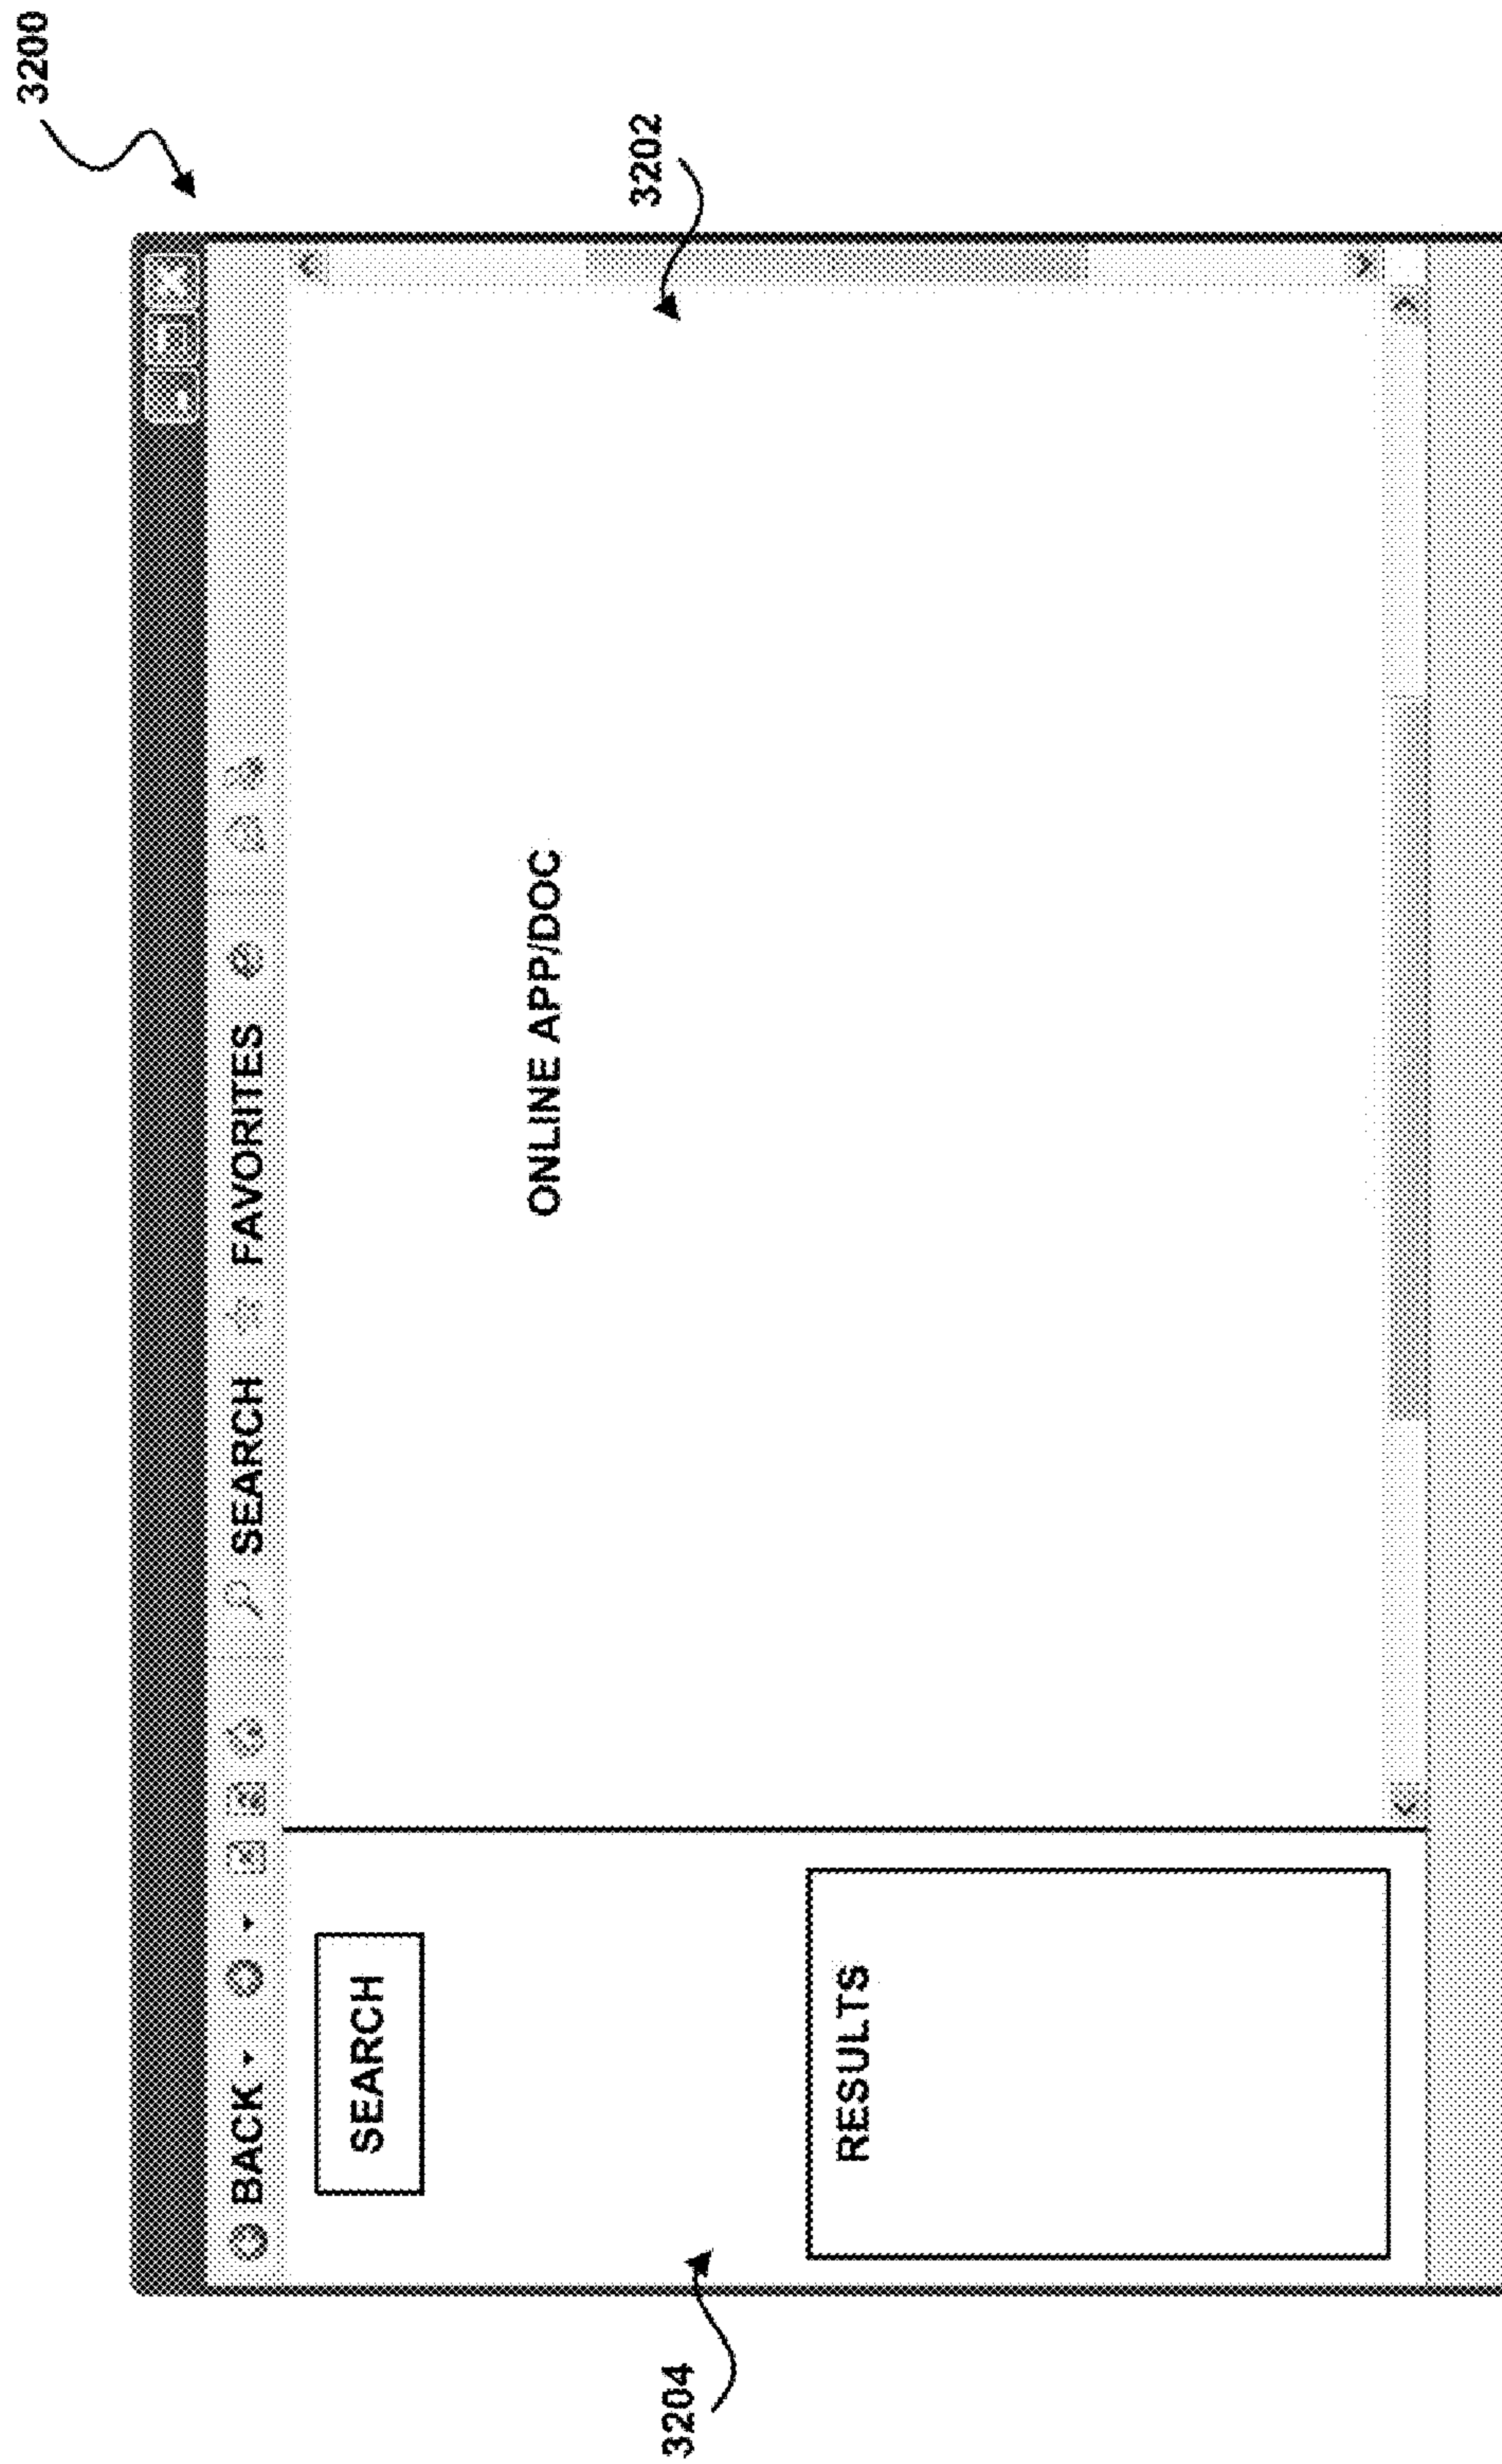 3200
BACK SEARCH FAVORITES
SEARCH
ONLINE APP/DOC
3202
3204
RESULTS